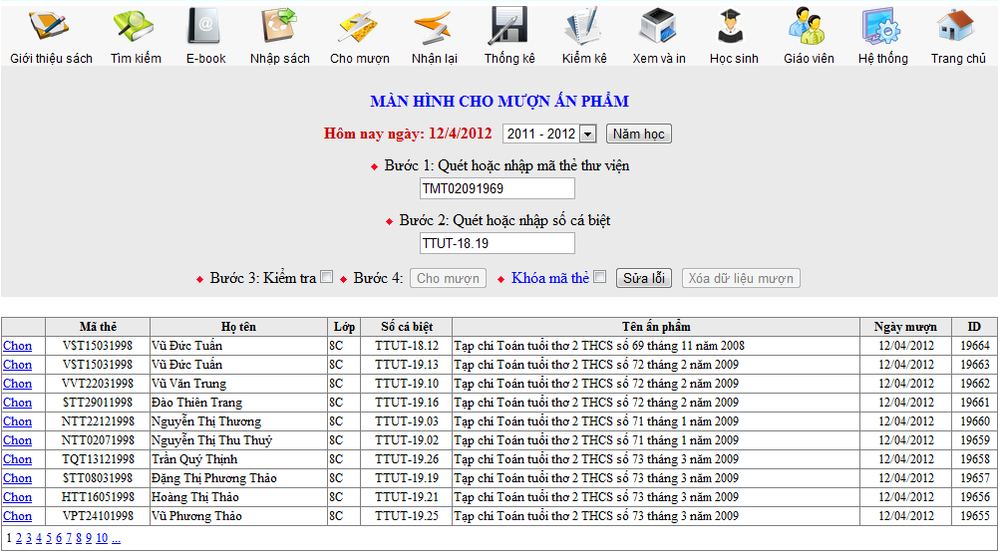 Giới thiệu sách Tìm kiếm E-book Nhập sách Cho mượn Nhận lại Thống kê Kiểm kê Xem và in Học sinh Giáo viên Hệ thống Trang chủ
MÀN HÌNH CHO MƯỢN ẤN PHẨM
Hôm nay ngày: 12/4/2012 2011 - 2012 Năm học
Bước 1: Quét hoặc nhập mã thẻ thư viện
TMT02091969
Bước 2: Quét hoặc nhập số cá biệt
TTUT-18.19
Bước 3: Kiểm tra Bước 4: Cho mượn Khóa mã thẻ Sửa lỗi Xóa dữ liệu mượn
Mã thẻ Họ tên Lớp Số cá biệt Tên ấn phẩm Ngày mượn ID
Chon V$T15031998 Vũ Đức Tuấn 8C TTUT-18.12 Tạp chí Toán tuổi thơ 2 THCS số 69 tháng 11 năm 2008 12/04/2012 19664
Chon V$T15031998 Vũ Đức Tuấn 8C TTUT-19.13 Tạp chí Toán tuổi thơ 2 THCS số 72 tháng 2 năm 2009 12/04/2012 19663
Chon VVT22031998 Vũ Văn Trung 8C TTUT-19.10 Tạp chí Toán tuổi thơ 2 THCS số 72 tháng 2 năm 2009 12/04/2012 19662
Chon $TT29011998 Đào Thiên Trang 8C TTUT-19.16 Tạp chí Toán tuổi thơ 2 THCS số 72 tháng 2 năm 2009 12/04/2012 19661
Chon NTT22121998 Nguyễn Thị Thương 8C TTUT-19.03 Tạp chí Toán tuổi thơ 2 THCS số 71 tháng 1 năm 2009 12/04/2012 19660
Chon NTT02071998 Nguyễn Thị Thu Thuỷ 8C TTUT-19.02 Tạp chí Toán tuổi thơ 2 THCS số 71 tháng 1 năm 2009 12/04/2012 19659
Chon TQT13121998 Trần Quý Thịnh 8C TTUT-19.26 Tạp chí Toán tuổi thơ 2 THCS số 73 tháng 3 năm 2009 12/04/2012 19658
Chon $TT08031998 Đặng Thị Phương Thảo 8C TTUT-19.19 Tạp chí Toán tuổi thơ 2 THCS số 73 tháng 3 năm 2009 12/04/2012 19657
Chon HTT16051998 Hoàng Thị Thảo 8C TTUT-19.21 Tạp chí Toán tuổi thơ 2 THCS số 73 tháng 3 năm 2009 12/04/2012 19656
Chon VPT24101998 Vũ Phương Thảo 8C TTUT-19.25 Tạp chí Toán tuổi thơ 2 THCS số 73 tháng 3 năm 2009 12/04/2012 19655
1 2 3 4 5 6 7 8 9 10 ...